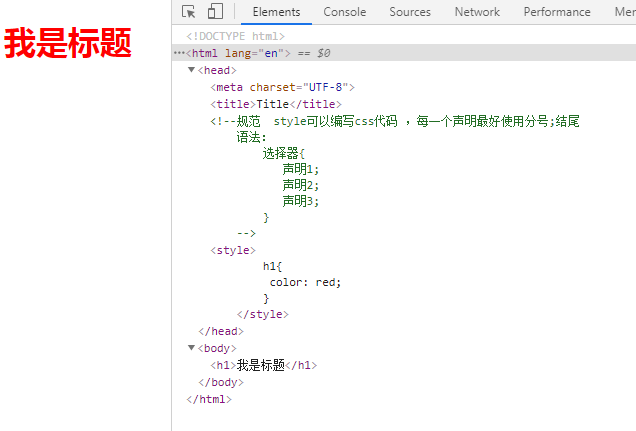 我是标题
Elements Console Sources Network Performance
<!DOCTYPE html>
…<html lang="en"> == $0
▼<head>
<meta charset="UTF-8">
<title>Title</title>
<!--规范  style可以编写css代码 ，每一个声明最好使用分号;结尾
语法:
选择器{
声明1;
声明2;
声明3;
}
-->
<style>
h1{
color: red;
}
</style>
</head>
▼<body>
<h1>我是标题</h1>
</body>
</html>